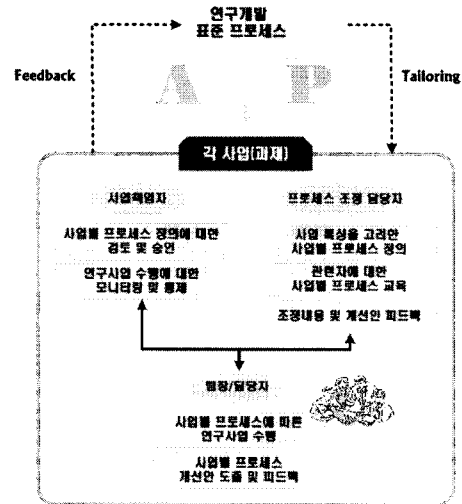 연구개발
표준 프로세스
Feedback
A
P
Tailoring
각 사업(과제)
사업책임자
사업별 프로세스 정의에 대한
검토 및 승인
연구사업 수행에 대한
모니터링 및 통제
프로세스 조정 담당자
사업 특성을 고려한
사업별 프로세스 정의
관련자에 대한
사업별 프로세스 교육
조정내용 및 개선안 피드백
팀장/담당자
사업별 프로세스에 따른
연구사업 수행
사업별 프로세스
개선안 도출 및 피드백